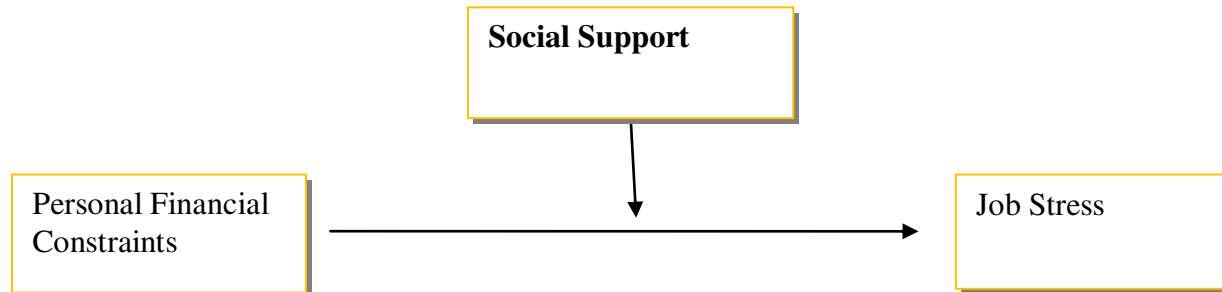 Social Support
Personal Financial
Constraints
Job Stress